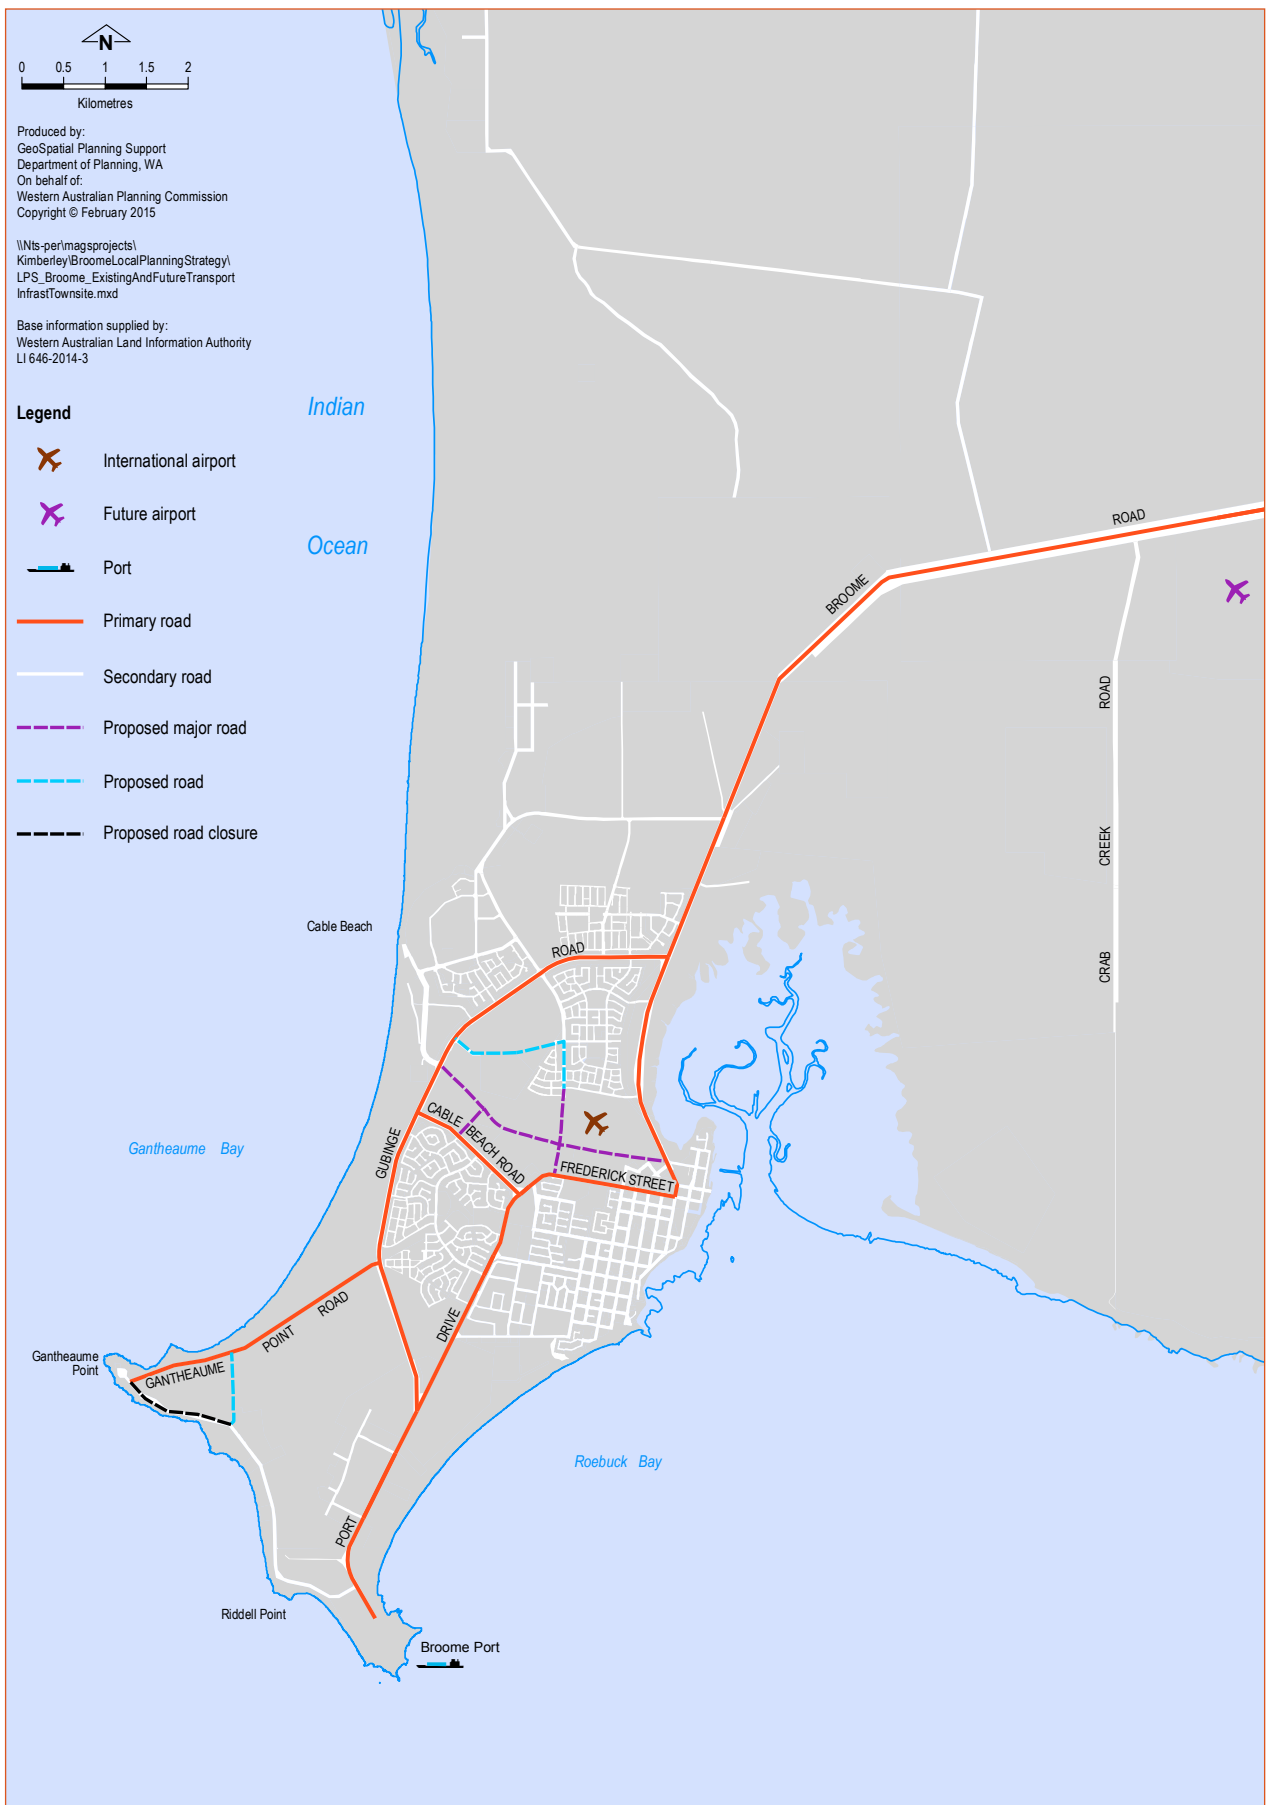 N
0 0.5 1 1.5 2
Kilometres
Produced by:
GeoSpatial Planning Support
Department of Planning, WA
On behalf of:
Western Australian Planning Commission
Copyright © February 2015
\\Nts-per\magsprojects\
Kimberley\BroomeLocalPlanningStrategy\
LPS_Broome_ExistingAndFutureTransport
InfrastTownsite.mxd
Base information supplied by:
Western Australian Land Information Authority
LI 646-2014-3
Legend
International airport
Future airport
Port
Primary road
Secondary road
Proposed major road
Proposed road
Proposed road closure
Indian
Ocean
BROOME
ROAD
CRAB
CREEK
ROAD
Cable Beach
ROAD
GUBINGE
CABLE
BEACH ROAD
FREDERICK STREET
Gantheaume Bay
GANTHEAUME
POINT
ROAD
DRIVE
PORT
Gantheaume
Point
Roebuck Bay
Riddell Point
Broome Port